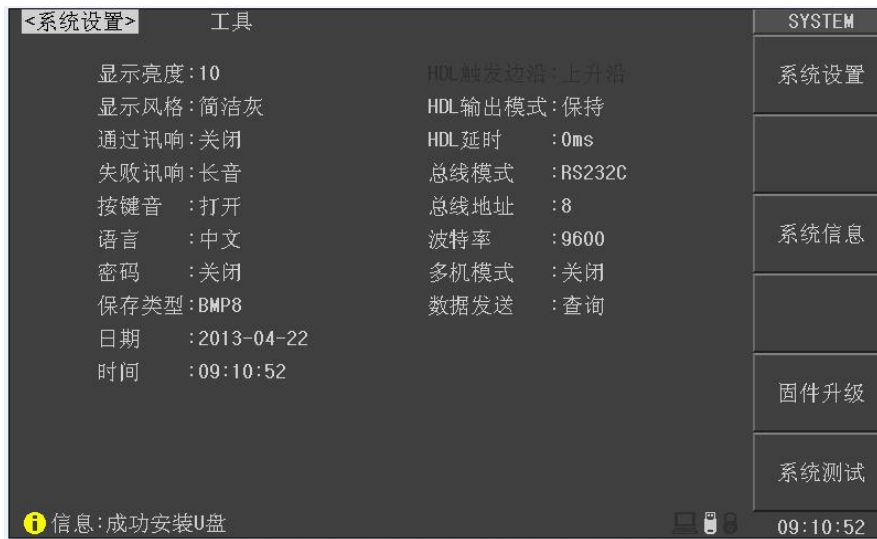 <系统设置> 工具 SYSTEM
显示亮度:10
显示风格:简洁灰
通过讯响:关闭
失败讯响:长音
按键音 :打开
语言 :中文
密码 :关闭
保存类型:BMP8
日期 :2013-04-22
时间 :09:10:52
HDL触发边沿:上升沿
HDL输出模式:保持
HDL延时 :0ms
总线模式 :RS232C
总线地址 :8
波特率 :9600
多机模式 :关闭
数据发送 :查询
系统设置
系统信息
固件升级
系统测试
信息:成功安装U盘
09:10:52